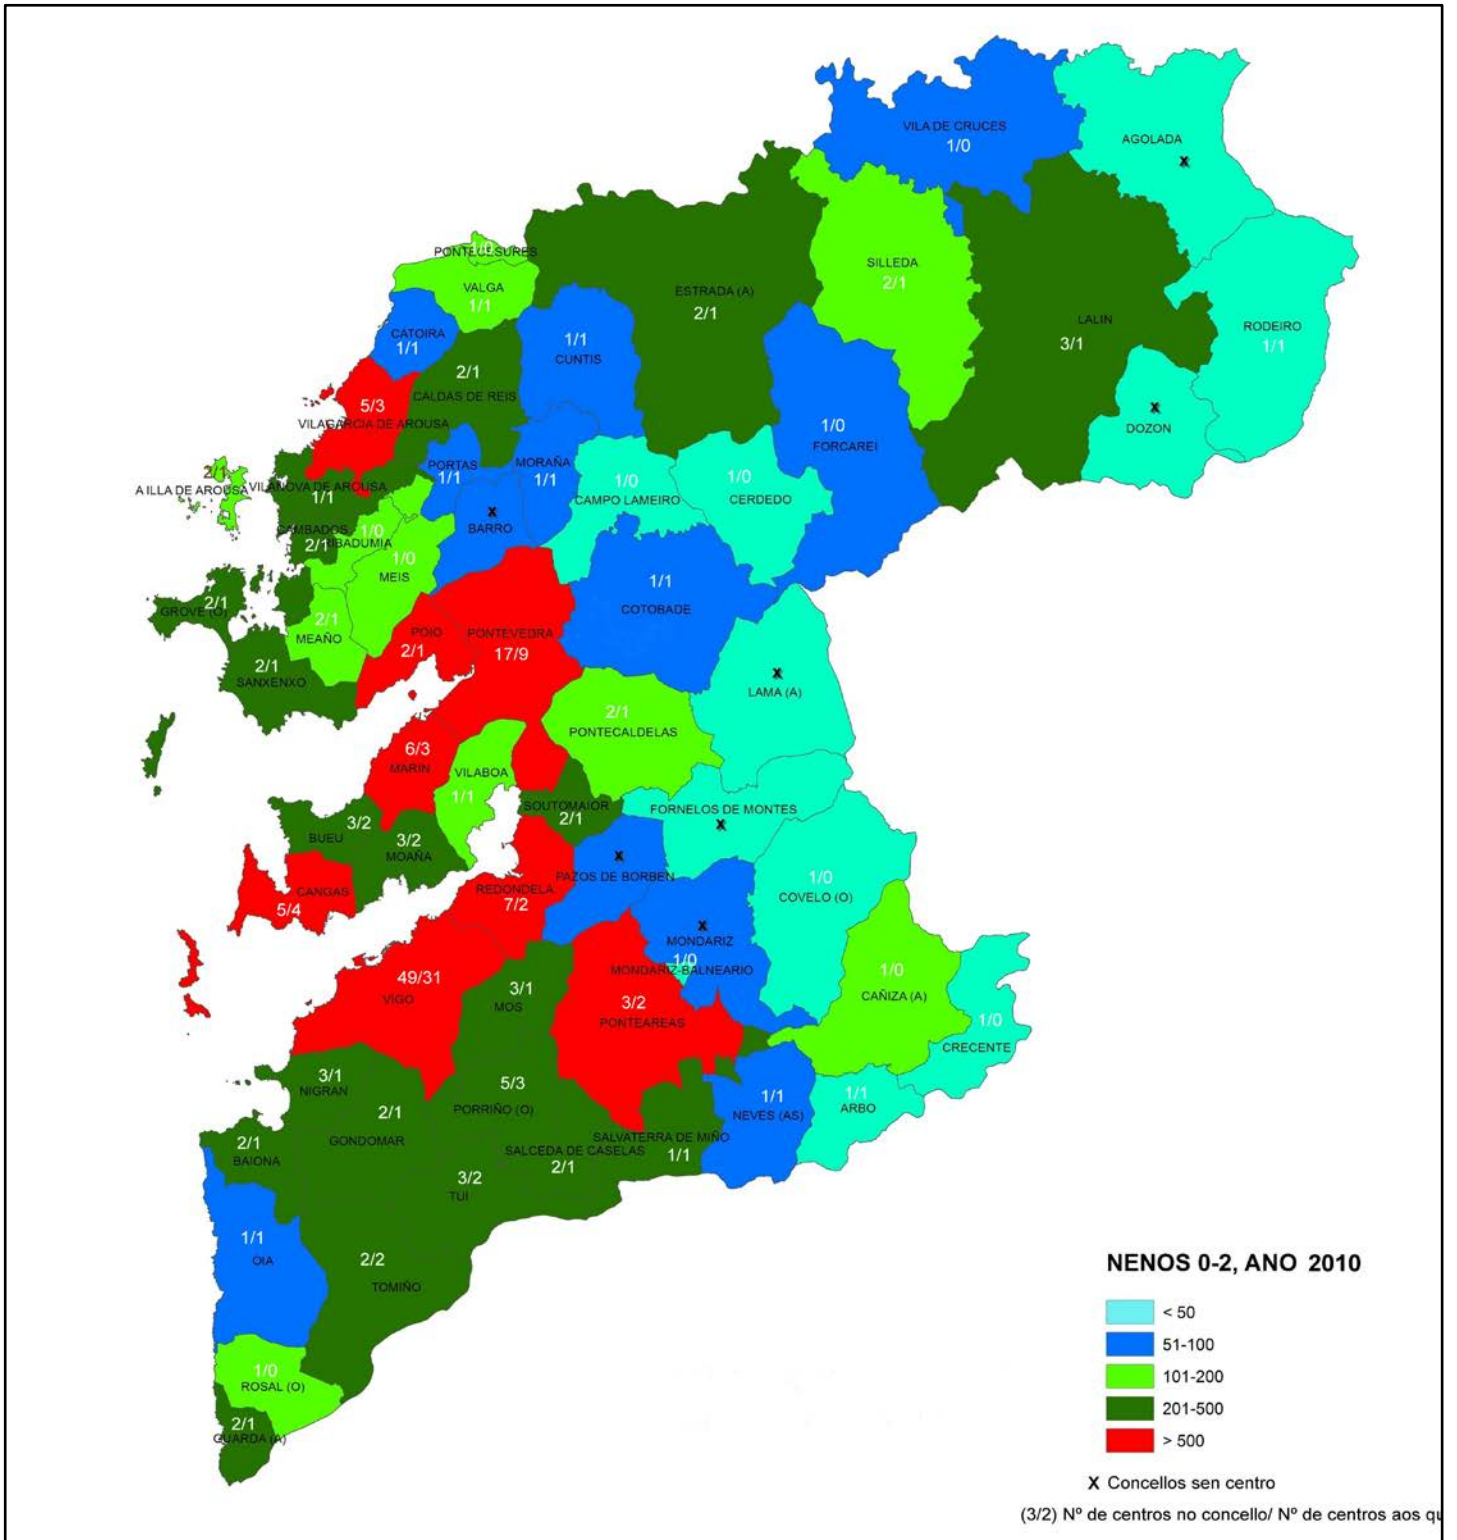 VILA DE CRUCES
1/0
AGOLADA
X
PONTECESURES
1/0
VALGA
1/1
SILLEDA
2/1
ESTRADA (A)
2/1
LALIN
3/1
RODEIRO
1/1
CATOIRA
1/1
1/1
CUNTIS
2/1
CALDAS DE REIS
5/3
VILAGARCIA DE AROUSA
X
DOZON
1/0
FORCAREI
PORTAS
1/1
MORAÑA
1/1
1/0
CAMPO LAMEIRO
1/0
CERDEDO
2/1
A ILLA DE AROUSA
VILANOVA DE AROUSA
1/1
X
BARRO
CAMBADOS
2/1
1/0
RIBADUMIA
1/0
MEIS
1/1
COTOBADE
2/1
GROVE (O)
2/1
MEAÑO
POIO
2/1
PONTEVEDRA
17/9
2/1
SANXENXO
X
LAMA (A)
2/1
PONTECALDELAS
6/3
MARIN
VILABOA
1/1
SOUTOMAIOR
2/1
FORNELOS DE MONTES
X
3/2
BUEU
3/2
MOAÑA
X
PAZOS DE BORBEN
CANGAS
5/4
REDONDELA
7/2
1/0
COVELO (O)
X
MONDARIZ
1/0
MONDARIZ-BALNEARIO
49/31
VIGO
3/1
MOS
3/2
PONTEAREAS
1/0
CAÑIZA (A)
1/0
CRECENTE
3/1
NIGRAN
5/3
PORRIÑO (O)
1/1
NEVES (AS)
1/1
ARBO
2/1
GONDOMAR
2/1
BAIONA
SALVATERRA DE MIÑO
1/1
SALCEDA DE CASELAS
2/1
3/2
TUI
1/1
OIA
2/2
TOMIÑO
1/0
ROSAL (O)
2/1
GUARDA (A)
NENOS 0-2, ANO 2010
< 50
51-100
101-200
201-500
> 500
X Concellos sen centro
(3/2) Nº de centros no concello/ Nº de centros aos